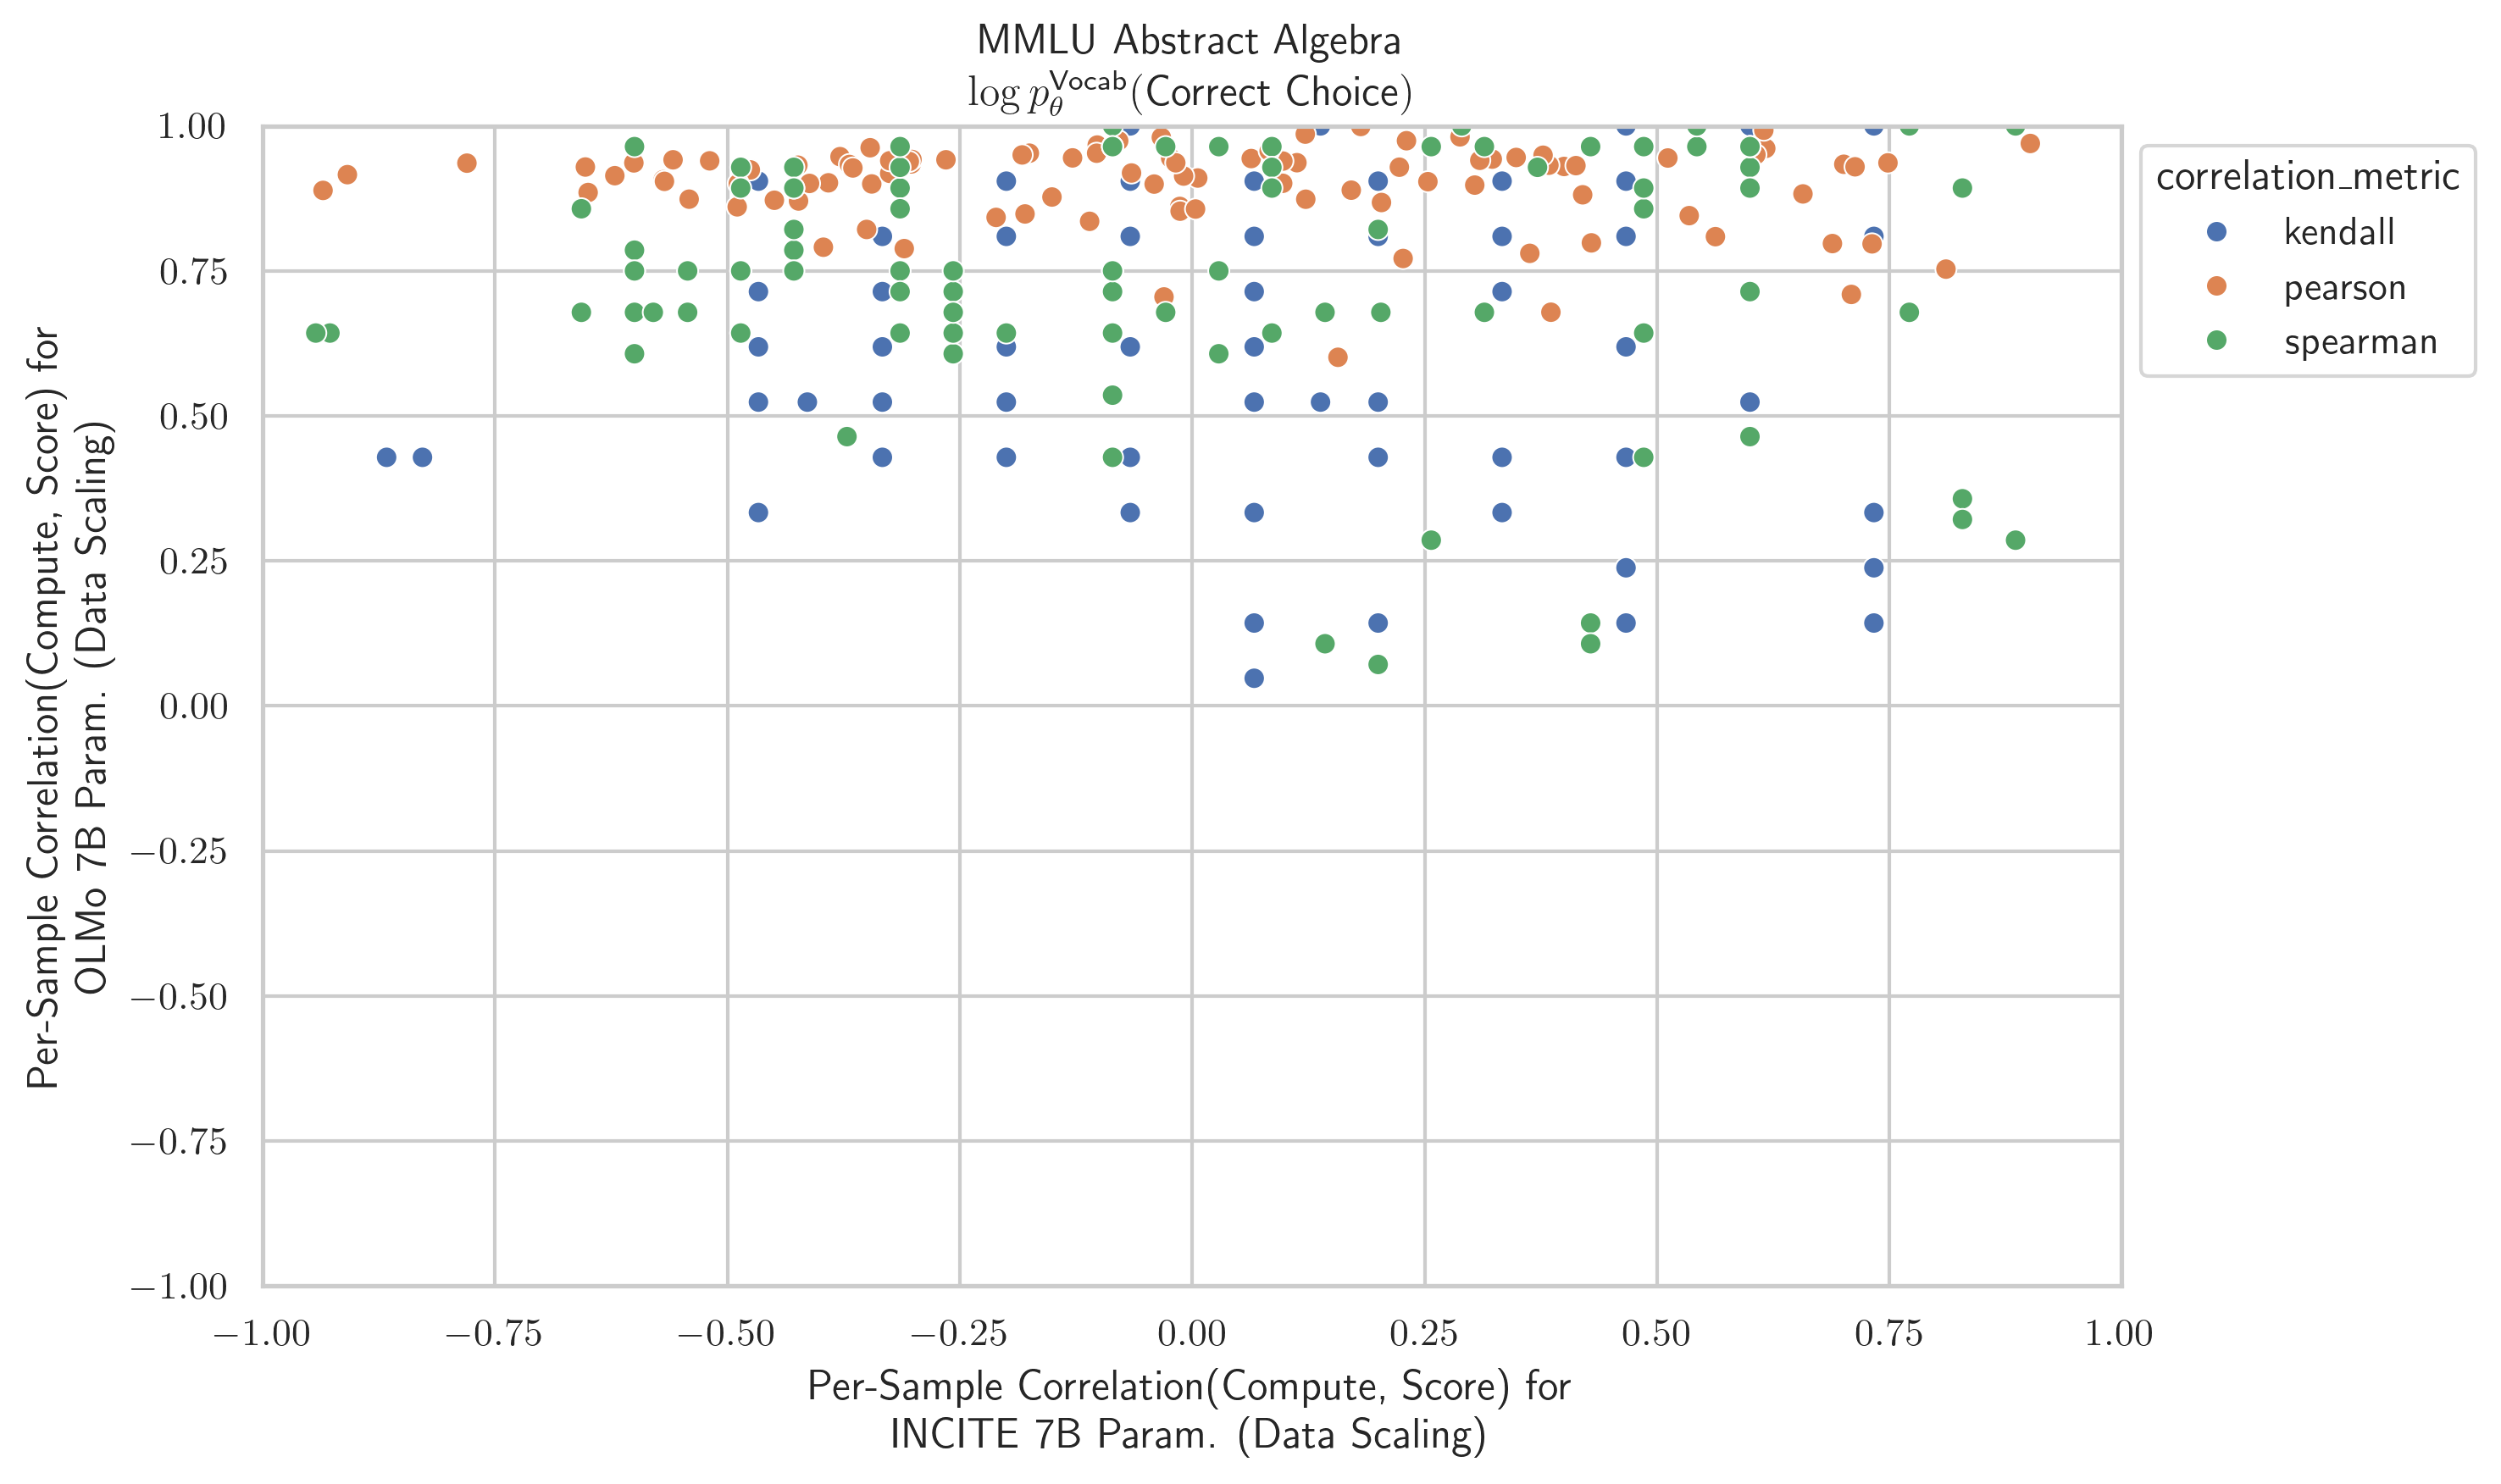 MMLU Abstract Algebra
log p_θ^Vocab(Correct Choice)
1.00
0.75
0.50
0.25
0.00
−0.25
−0.50
−0.75
−1.00
Per-Sample Correlation(Compute, Score) for
OLMo 7B Param. (Data Scaling)
−1.00 −0.75 −0.50 −0.25 0.00 0.25 0.50 0.75 1.00
Per-Sample Correlation(Compute, Score) for
INCITE 7B Param. (Data Scaling)
correlation_metric
kendall
pearson
spearman